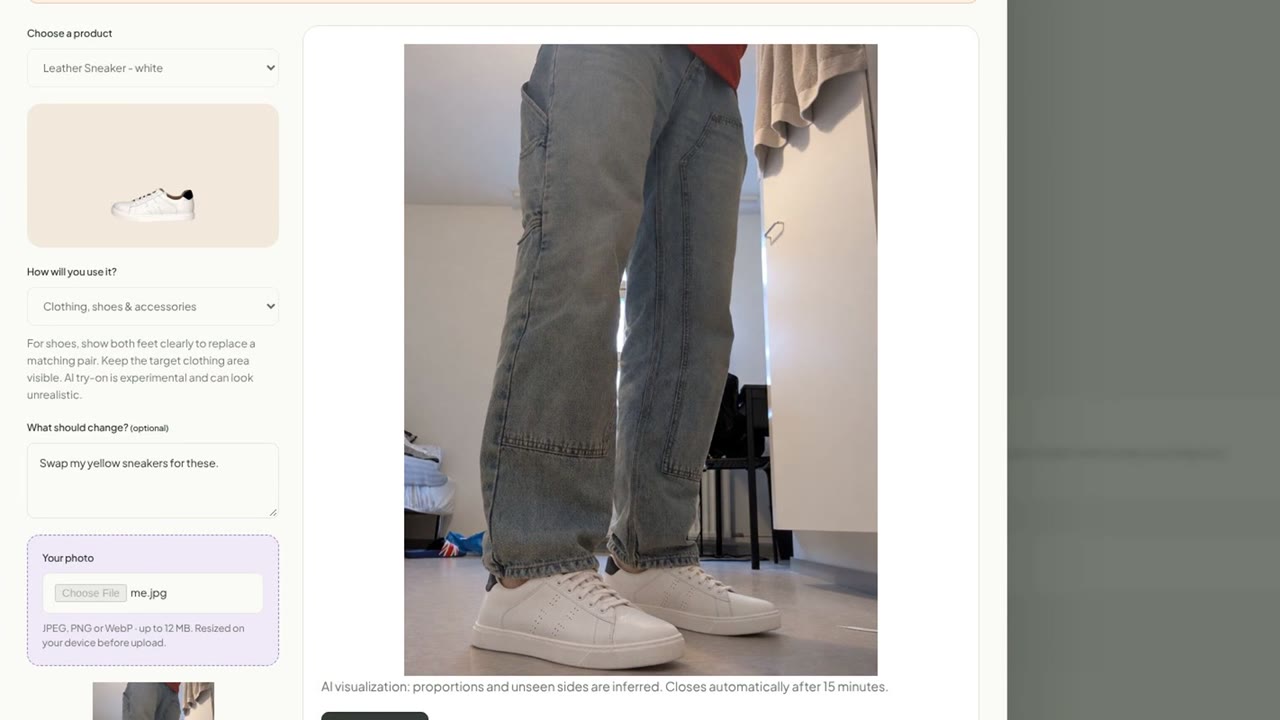 Choose a product
Leather Sneaker - white
How will you use it?
Clothing, shoes & accessories
For shoes, show both feet clearly to replace a
matching pair. Keep the target clothing area
visible. AI try-on is experimental and can look
unrealistic.
What should change? (optional)
Swap my yellow sneakers for these.
Your photo
Choose File me.jpg
JPEG, PNG or WebP · up to 12 MB. Resized on
your device before upload.
AI visualization: proportions and unseen sides are inferred. Closes automatically after 15 minutes.